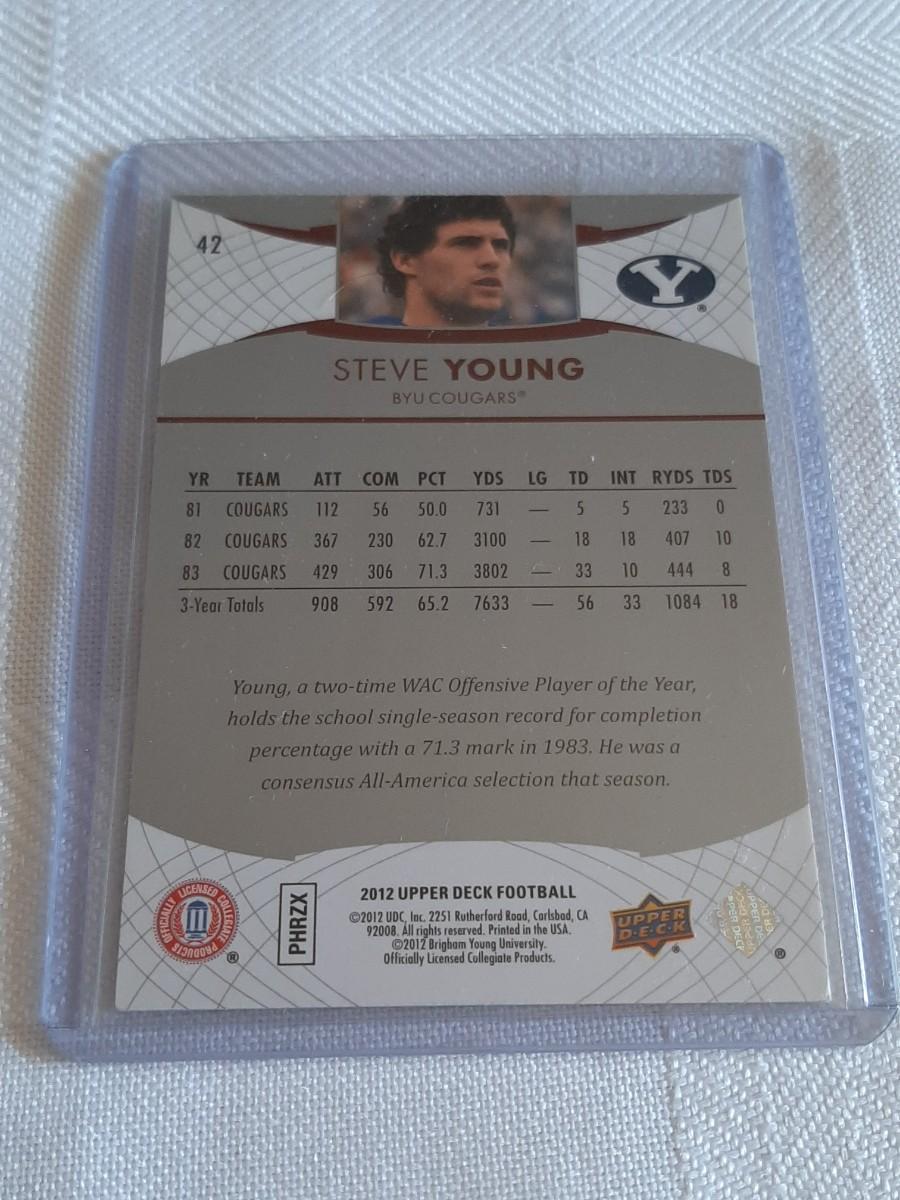 42
Y
®
STEVE YOUNG
BYU COUGARS®
YR TEAM ATT COM PCT YDS LG TD INT RYDS TDS
81 COUGARS 112 56 50.0 731 — 5 5 233 0
82 COUGARS 367 230 62.7 3100 — 18 18 407 10
83 COUGARS 429 306 71.3 3802 — 33 10 444 8
3-Year Totals 908 592 65.2 7633 — 56 33 1084 18
Young, a two-time WAC Offensive Player of the Year,
holds the school single-season record for completion
percentage with a 71.3 mark in 1983. He was a
consensus All-America selection that season.
OFFICIALLY LICENSED COLLEGIATE PRODUCTS
®
PHRZX
2012 UPPER DECK FOOTBALL
©2012 UDC, Inc. 2251 Rutherford Road, Carlsbad, CA
92008. All rights reserved. Printed in the USA.
©2012 Brigham Young University.
Officially Licensed Collegiate Products.
UPPER
DECK
®
®